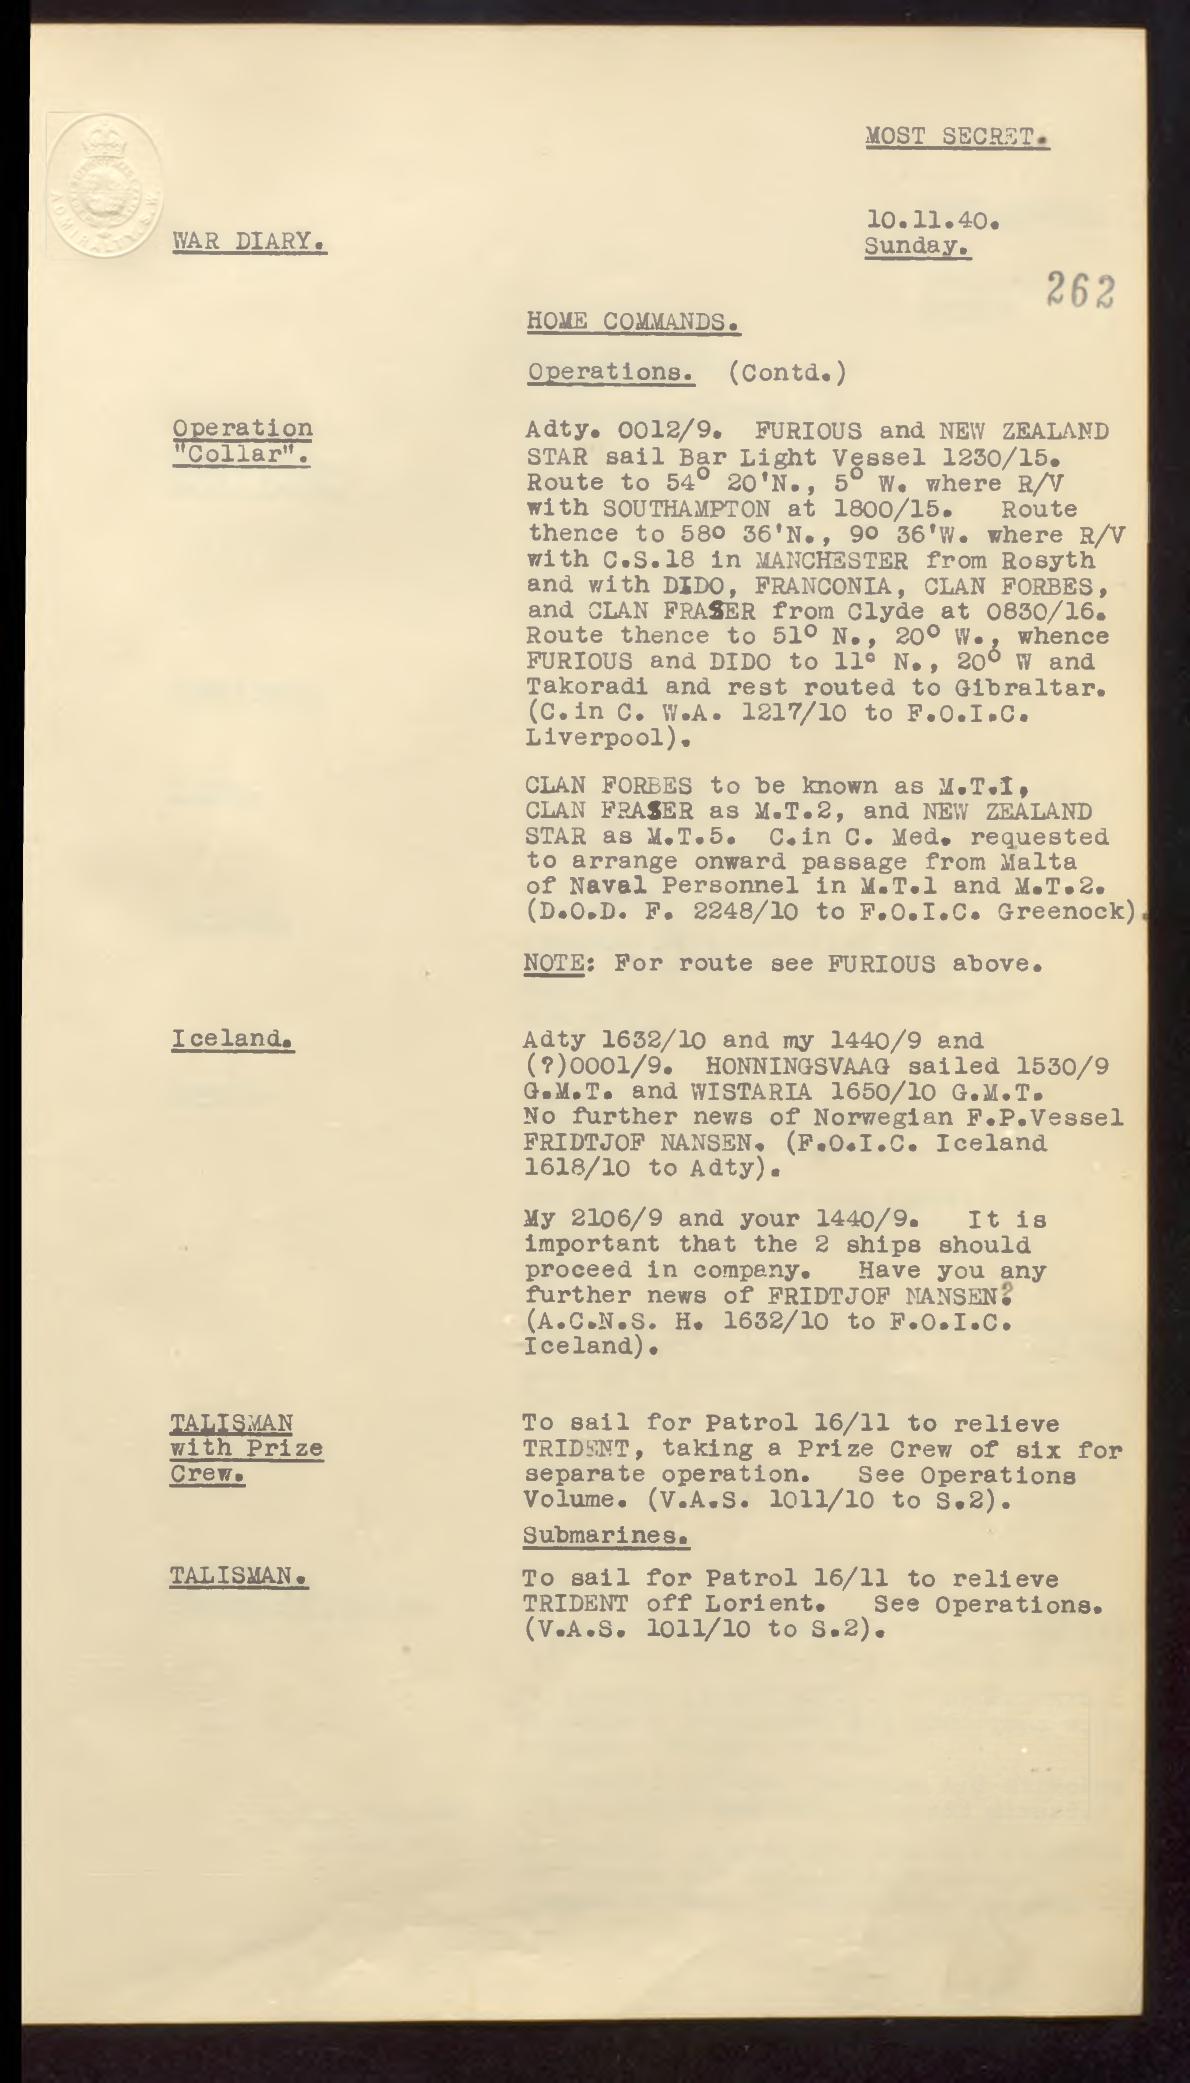 MOST SECRET.
ADMIRALTY. S.W.
10.11.40.
WAR DIARY.
Sunday.
262
HOME COMMANDS.
Operations. (Contd.)
Operation
"Collar".
Adty. 0012/9. FURIOUS and NEW ZEALAND
STAR sail Bar Light Vessel 1230/15.
Route to 54° 20'N., 5° W. where R/V
with SOUTHAMPTON at 1800/15. Route
thence to 58° 36'N., 9° 36'W. where R/V
with C.S.18 in MANCHESTER from Rosyth
and with DIDO, FRANCONIA, CLAN FORBES,
and CLAN FRASER from Clyde at 0830/16.
Route thence to 51° N., 20° W., whence
FURIOUS and DIDO to 11° N., 20° W and
Takoradi and rest routed to Gibraltar.
(C.in C. W.A. 1217/10 to F.O.I.C.
Liverpool).
CLAN FORBES to be known as M.T.1,
CLAN FRASER as M.T.2, and NEW ZEALAND
STAR as M.T.5. C.in C. Med. requested
to arrange onward passage from Malta
of Naval Personnel in M.T.1 and M.T.2.
(D.O.D. F. 2248/10 to F.O.I.C. Greenock).
NOTE: For route see FURIOUS above.
Iceland.
Adty 1632/10 and my 1440/9 and
(?)0001/9. HONNINGSVAAG sailed 1530/9
G.M.T. and WISTARIA 1650/10 G.M.T.
No further news of Norwegian F.P.Vessel
FRIDTJOF NANSEN. (F.O.I.C. Iceland
1618/10 to Adty).
My 2106/9 and your 1440/9. It is
important that the 2 ships should
proceed in company. Have you any
further news of FRIDTJOF NANSEN?
(A.C.N.S. H. 1632/10 to F.O.I.C.
Iceland).
TALISMAN
with Prize
Crew.
To sail for Patrol 16/11 to relieve
TRIDENT, taking a Prize Crew of six for
separate operation. See Operations
Volume. (V.A.S. 1011/10 to S.2).
Submarines.
TALISMAN.
To sail for Patrol 16/11 to relieve
TRIDENT off Lorient. See Operations.
(V.A.S. 1011/10 to S.2).